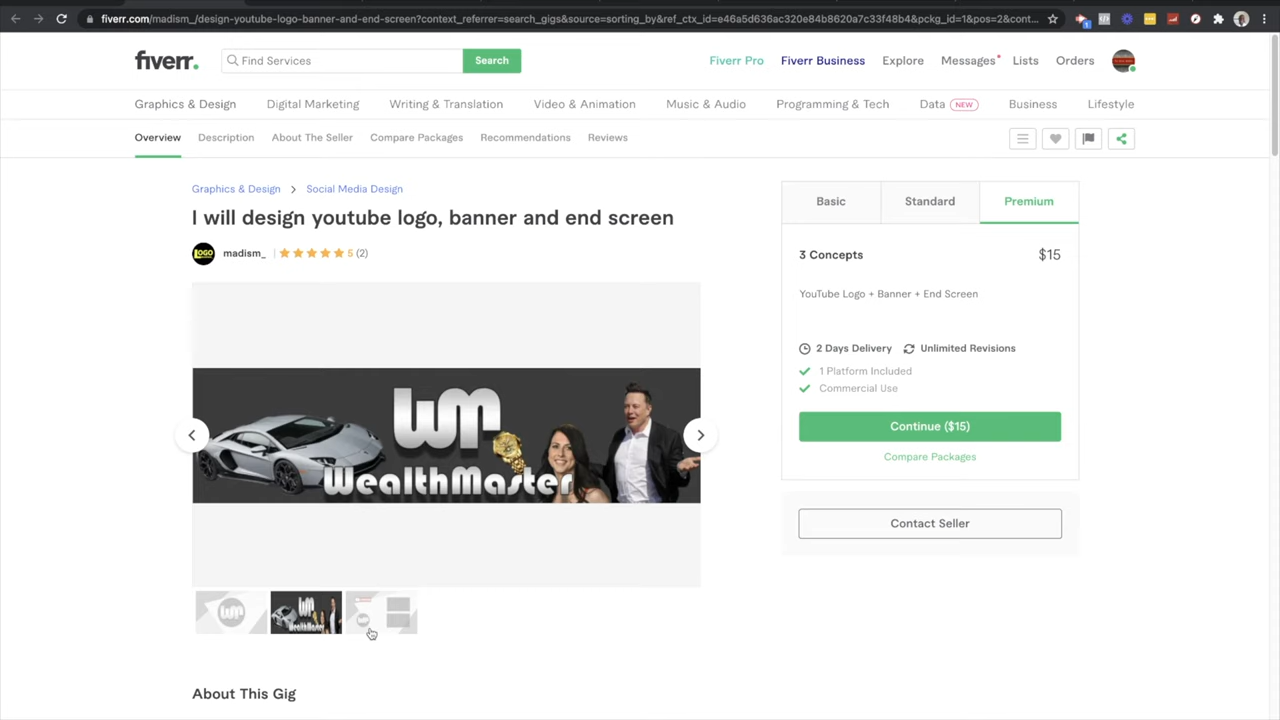 fiverr.com/madism_/design-youtube-logo-banner-and-end-screen?context_referrer=search_gigs&source=sorting_by&ref_ctx_id=e46a5d636ac320e84b8620a7c33f48b4&pckg_id=1&pos=2&cont...
fiverr.
Find Services
Search
Fiverr Pro
Fiverr Business
Explore
Messages
Lists
Orders
Graphics & Design
Digital Marketing
Writing & Translation
Video & Animation
Music & Audio
Programming & Tech
Data NEW
Business
Lifestyle
Overview
Description
About The Seller
Compare Packages
Recommendations
Reviews
Graphics & Design > Social Media Design
I will design youtube logo, banner and end screen
LOGO
madism_ | 5 (2)
WM
WealthMaster
WM
WM
WealthMaster
Basic
Standard
Premium
3 Concepts $15
YouTube Logo + Banner + End Screen
2 Days Delivery Unlimited Revisions
1 Platform Included
Commercial Use
Continue ($15)
Compare Packages
Contact Seller
About This Gig